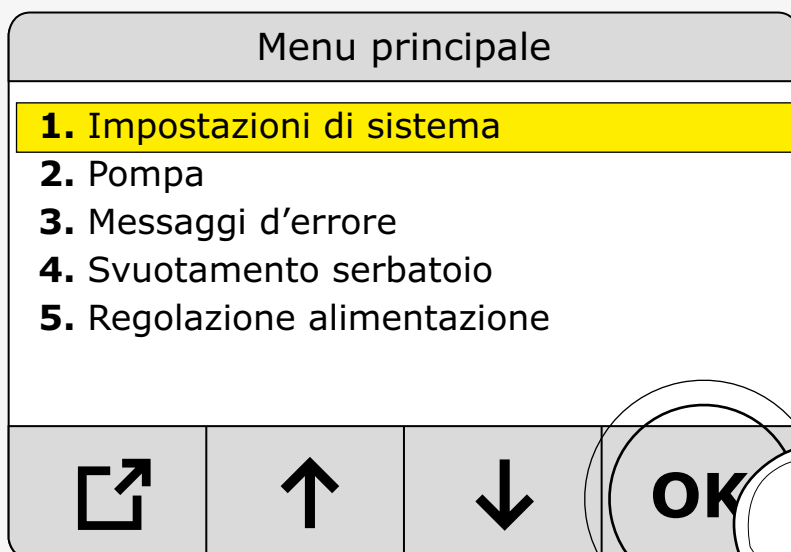 Menu principale
1. Impostazioni di sistema
2. Pompa
3. Messaggi d’errore
4. Svuotamento serbatoio
5. Regolazione alimentazione
OK